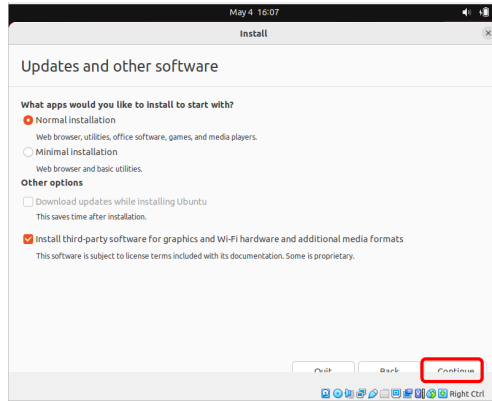 May 4 16:07
Install
Updates and other software
What apps would you like to install to start with?
Normal installation
Web browser, utilities, office software, games, and media players.
Minimal installation
Web browser and basic utilities.
Other options
Download updates while installing Ubuntu
This saves time after installation.
Install third-party software for graphics and Wi-Fi hardware and additional media formats
This software is subject to license terms included with its documentation. Some is proprietary.
Quit Back Continue
Right Ctrl